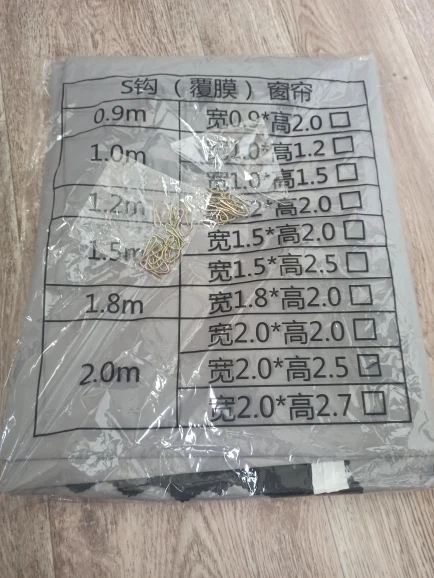 S钩（覆膜）窗帘
0.9m 宽0.9*高2.0 □
1.0m 宽1.0*高1.2 □
宽1.0*高1.5 □
1.2m 2*高2.0 □
1.5m 宽1.5*高2.0 □
宽1.5*高2.5 □
1.8m 宽1.8*高2.0 □
2.0m 宽2.0*高2.0 □
宽2.0*高2.5 ☑
宽2.0*高2.7 □